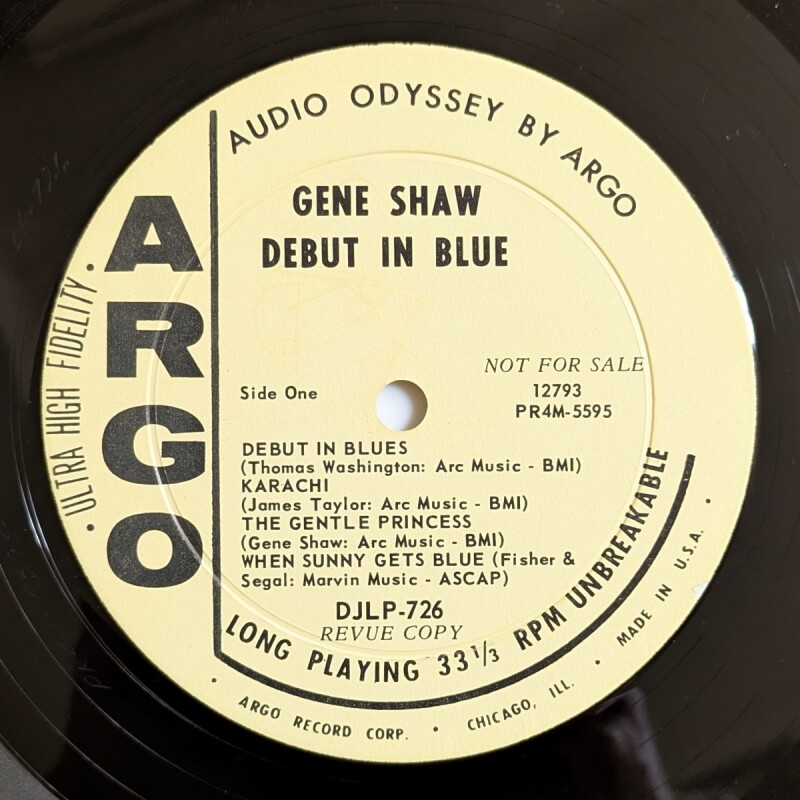 AUDIO ODYSSEY BY ARGO
ARGO
• ULTRA HIGH FIDELITY •
GENE SHAW
DEBUT IN BLUE
NOT FOR SALE
Side One
12793
PR4M-5595
DEBUT IN BLUES
(Thomas Washington: Arc Music - BMI)
KARACHI
(James Taylor: Arc Music - BMI)
THE GENTLE PRINCESS
(Gene Shaw: Arc Music - BMI)
WHEN SUNNY GETS BLUE (Fisher &
Segal: Marvin Music - ASCAP)
DJLP-726
REVUE COPY
LONG PLAYING 33⅓ RPM UNBREAKABLE
• ARGO RECORD CORP. • CHICAGO, ILL. • MADE IN U.S.A. •